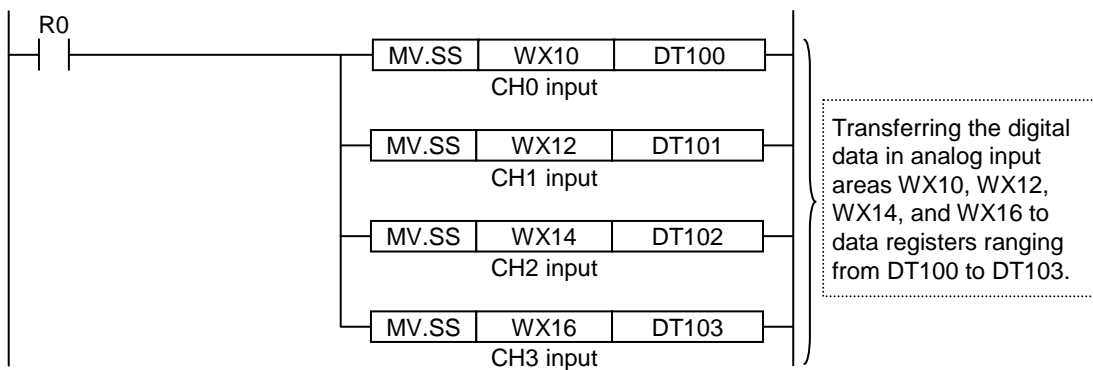 R0
MV.SS WX10 DT100
CH0 input
MV.SS WX12 DT101
CH1 input
MV.SS WX14 DT102
CH2 input
MV.SS WX16 DT103
CH3 input
Transferring the digital
data in analog input
areas WX10, WX12,
WX14, and WX16 to
data registers ranging
from DT100 to DT103.